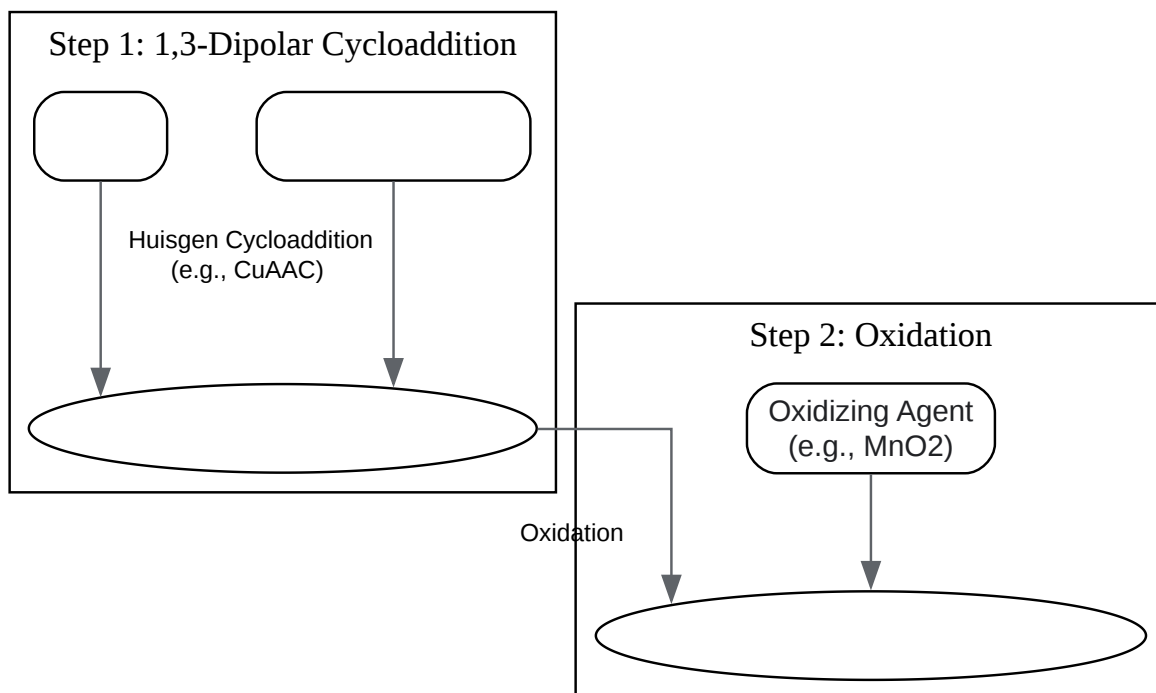 Step 1: 1,3-Dipolar Cycloaddition
Huisgen Cycloaddition
(e.g., CuAAC)
Step 2: Oxidation
Oxidizing Agent
(e.g., MnO2)
Oxidation